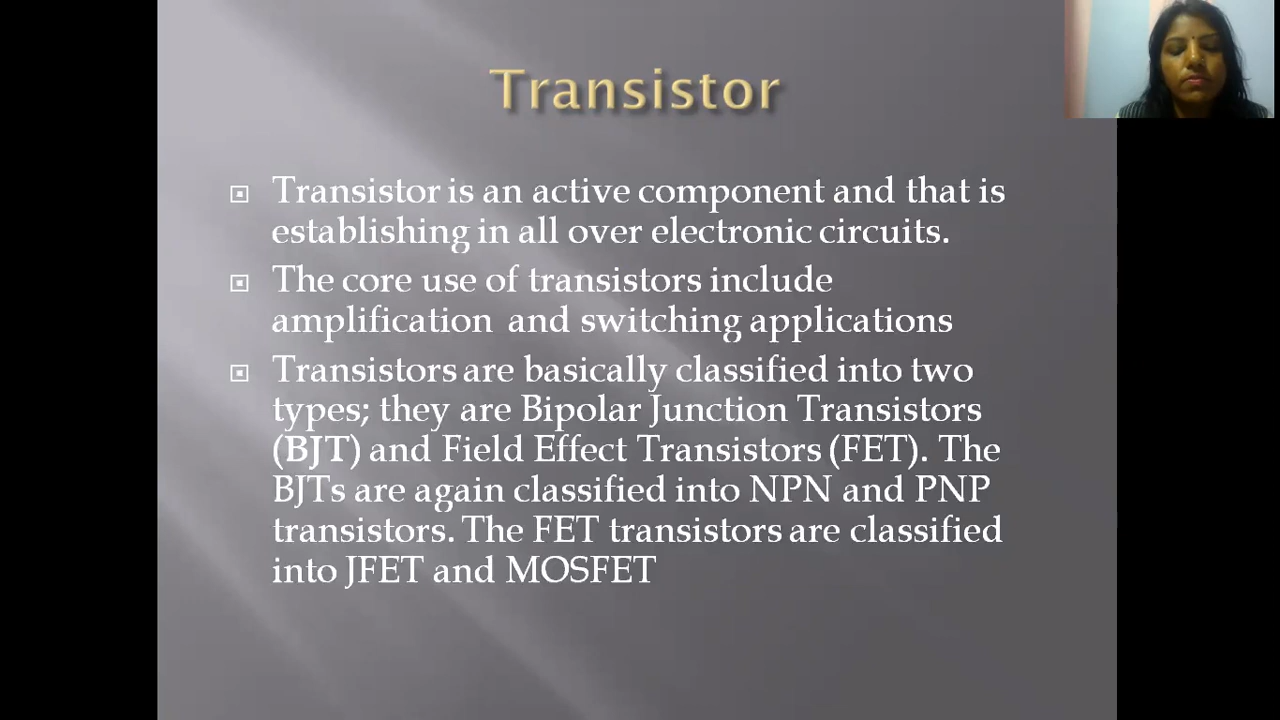 Transistor
Transistor is an active component and that is
establishing in all over electronic circuits.
The core use of transistors include
amplification and switching applications
Transistors are basically classified into two
types; they are Bipolar Junction Transistors
(BJT) and Field Effect Transistors (FET). The
BJTs are again classified into NPN and PNP
transistors. The FET transistors are classified
into JFET and MOSFET